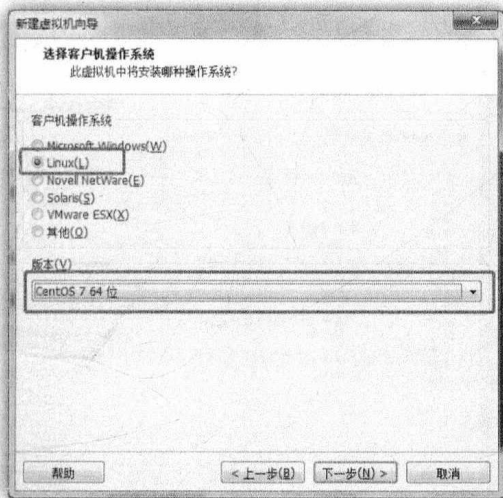 新建虚拟机向导
选择客户机操作系统
此虚拟机中将安装哪种操作系统?
客户机操作系统
Microsoft Windows(W)
Linux(L)
Novell NetWare(E)
Solaris(S)
VMware ESX(X)
其他(O)
版本(V)
CentOS 7 64 位
帮助
< 上一步(B)
下一步(N) >
取消